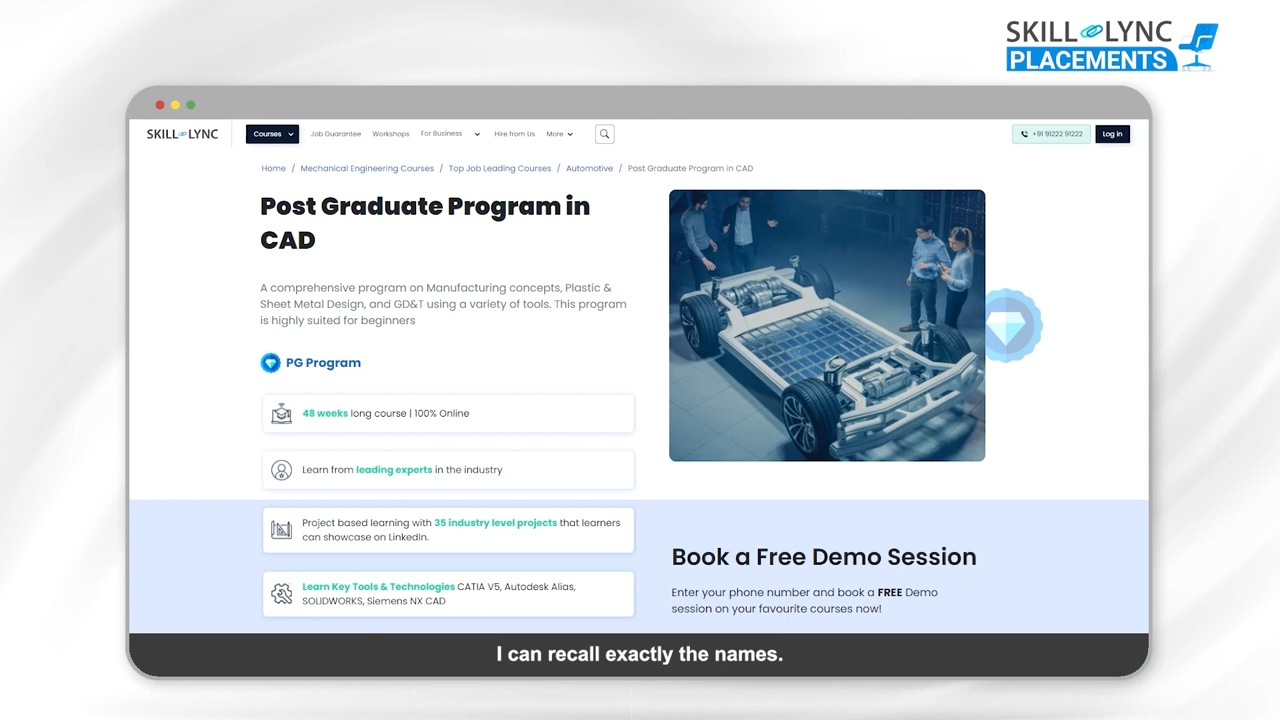 SKILL LYNC
PLACEMENTS
SKILL LYNC
Courses
Job Guarantee
Workshops
For Business
Hire from Us
More
+91 91222 91222
Log in
Home / Mechanical Engineering Courses / Top Job Leading Courses / Automotive / Post Graduate Program in CAD
Post Graduate Program in
CAD
A comprehensive program on Manufacturing concepts, Plastic &
Sheet Metal Design, and GD&T using a variety of tools. This program
is highly suited for beginners
PG Program
48 weeks long course | 100% Online
Learn from leading experts in the industry
Project based learning with 35 industry level projects that learners
can showcase on LinkedIn.
Learn Key Tools & Technologies CATIA V5, Autodesk Alias,
SOLIDWORKS, Siemens NX CAD
Book a Free Demo Session
Enter your phone number and book a FREE Demo
session on your favourite courses now!
I can recall exactly the names.